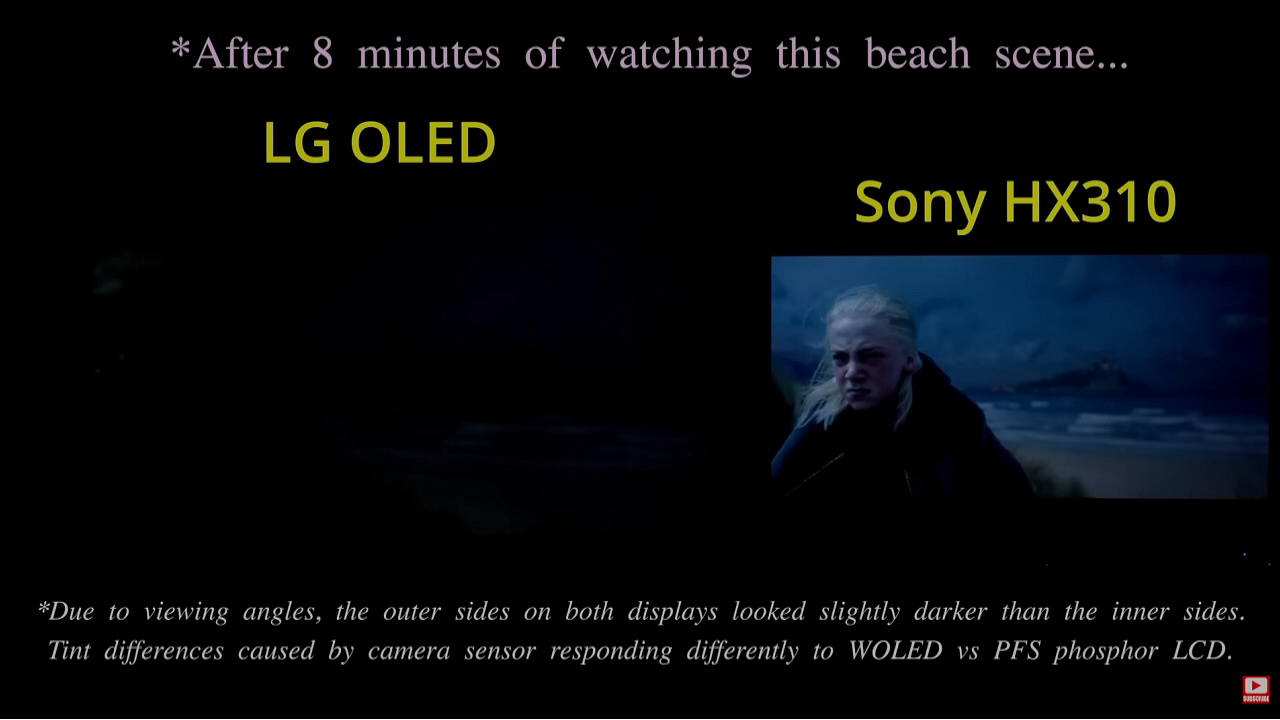 *After 8 minutes of watching this beach scene...
LG OLED
Sony HX310
*Due to viewing angles, the outer sides on both displays looked slightly darker than the inner sides.
Tint differences caused by camera sensor responding differently to WOLED vs PFS phosphor LCD.
SUBSCRIBE